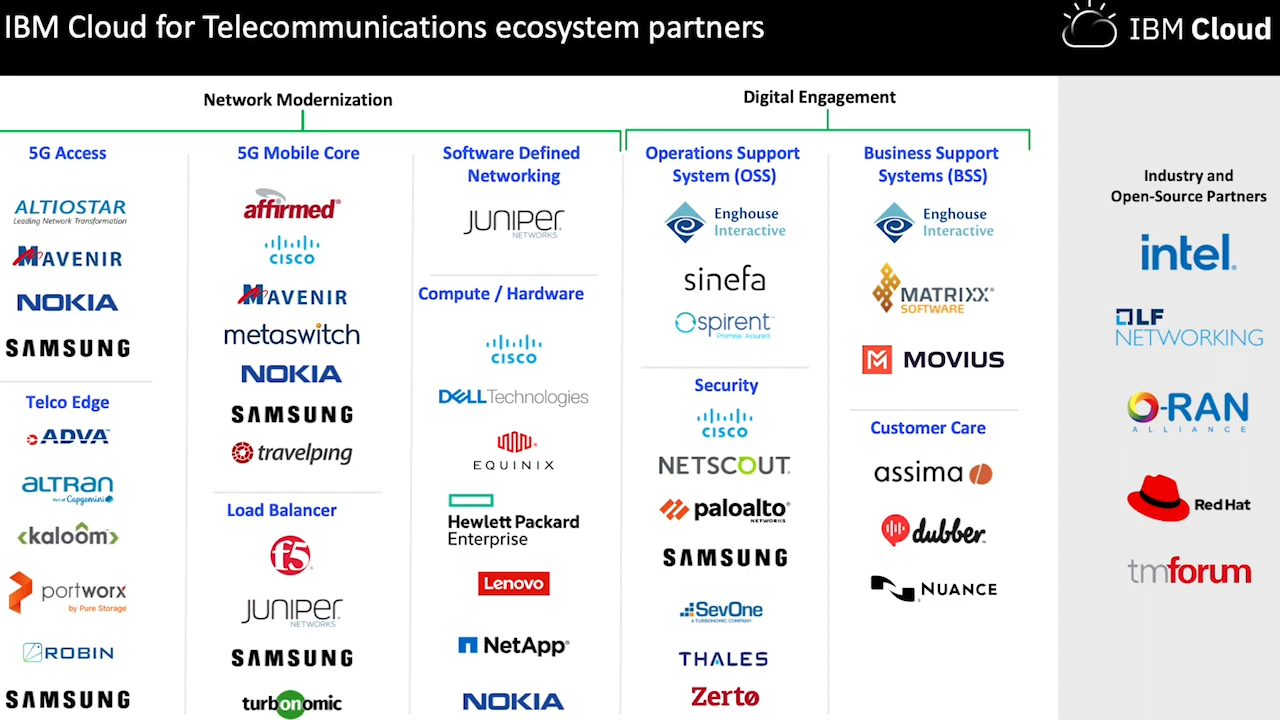 IBM Cloud for Telecommunications ecosystem partners
IBM Cloud
Network Modernization
5G Access
ALTIOSTAR
Leading Network Transformation
MAVENIR
NOKIA
SAMSUNG
Telco Edge
ADVA™
ALTRAN
Part of Capgemini
kaloom™
portworx
by Pure Storage
ROBIN
SAMSUNG
5G Mobile Core
affirmed®
CISCO
MAVENIR
metaswitch
NOKIA
SAMSUNG
travelping
Load Balancer
f5®
JUNIPER®
NETWORKS
SAMSUNG
turbonomic
Software Defined
Networking
JUNIPER®
NETWORKS
Compute / Hardware
CISCO
DELL Technologies
EQUINIX
Hewlett Packard
Enterprise
Lenovo
NetApp®
NOKIA
Digital Engagement
Operations Support
System (OSS)
Enghouse
Interactive
sinefa
spirent™
Promise. Assured.
Security
CISCO
NETSCOUT®
paloalto®
NETWORKS
SAMSUNG
SevOne
A TURBONOMIC COMPANY
THALES
Zerto
Business Support
Systems (BSS)
Enghouse
Interactive
MATRIXX®
SOFTWARE
MOVIUS
Customer Care
assima
dubber™
NUANCE
Industry and
Open-Source Partners
intel®
LF
NETWORKING
O-RAN
ALLIANCE
Red Hat
tmforum